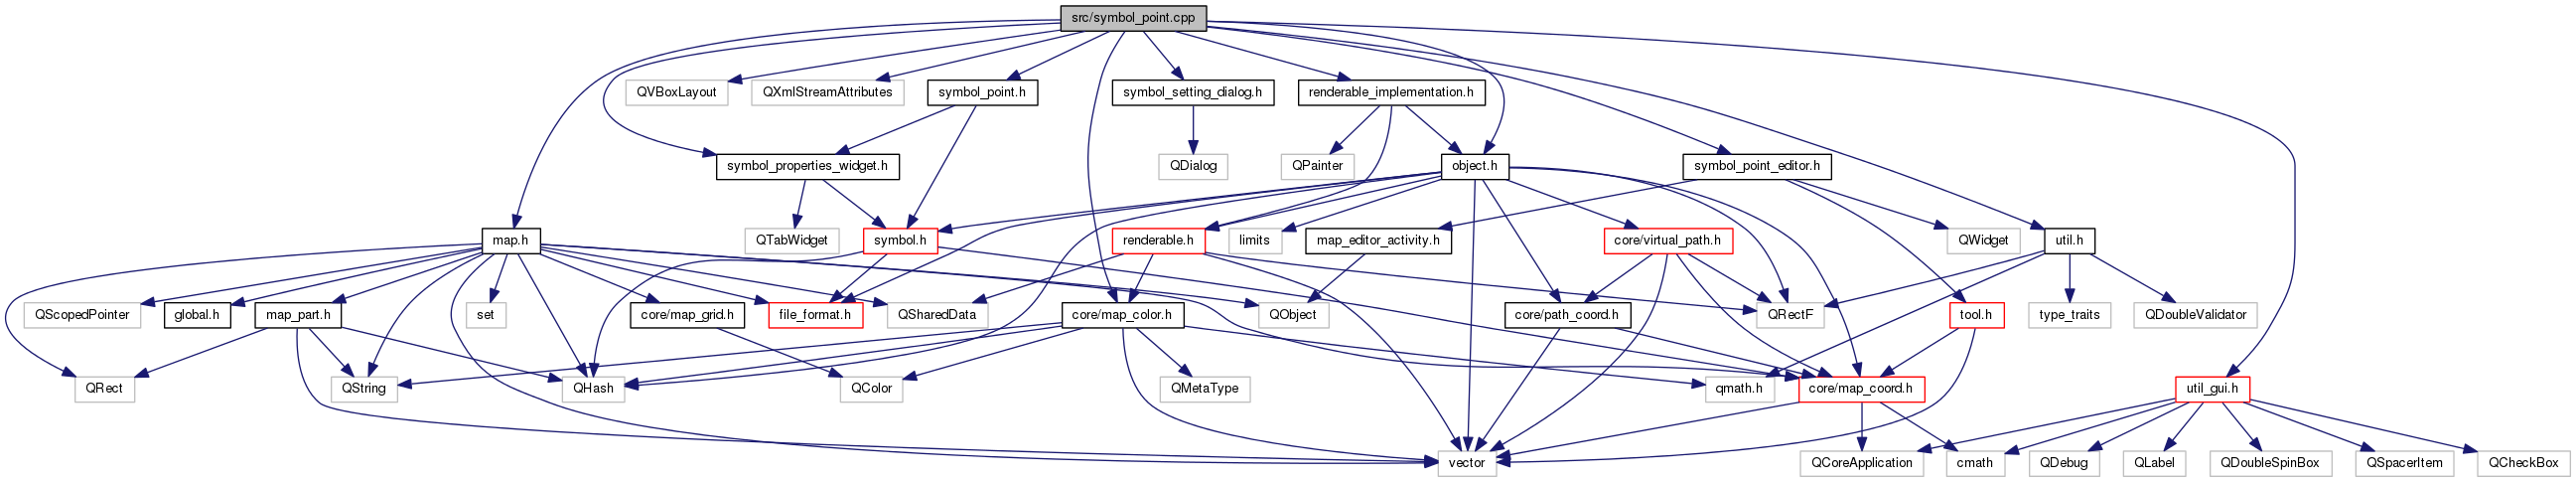 src/symbol_point.cpp
QVBoxLayout
QXmlStreamAttributes
symbol_point.h
symbol_setting_dialog.h
renderable_implementation.h
symbol_properties_widget.h
QDialog
QPainter
object.h
symbol_point_editor.h
map.h
QTabWidget
symbol.h
renderable.h
limits
map_editor_activity.h
core/virtual_path.h
QWidget
util.h
QScopedPointer
global.h
map_part.h
set
core/map_grid.h
file_format.h
QSharedData
core/map_color.h
QObject
core/path_coord.h
QRectF
tool.h
type_traits
QDoubleValidator
QRect
QString
QHash
QColor
QMetaType
qmath.h
core/map_coord.h
util_gui.h
vector
QCoreApplication
cmath
QDebug
QLabel
QDoubleSpinBox
QSpacerItem
QCheckBox